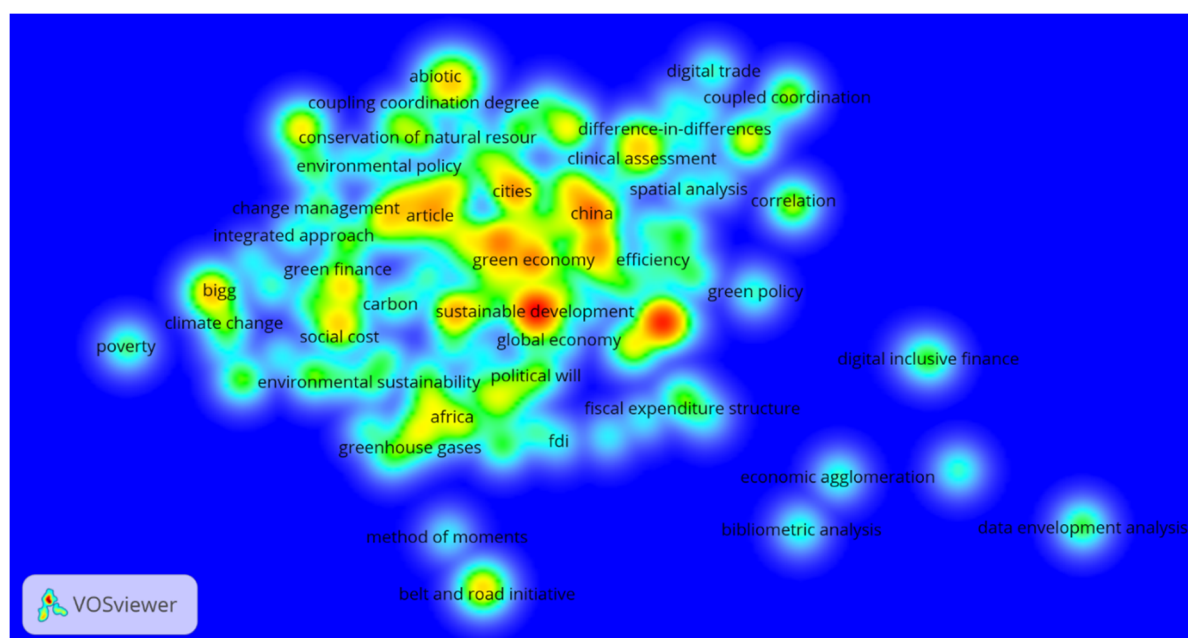 digital trade
abiotic
coupled coordination
coupling coordination degree
difference-in-differences
conservation of natural resour
clinical assessment
environmental policy
cities
spatial analysis
correlation
change management
article
china
integrated approach
green economy
efficiency
green finance
bigg
green policy
carbon
sustainable development
climate change
social cost
global economy
poverty
digital inclusive finance
political will
environmental sustainability
fiscal expenditure structure
africa
fdi
greenhouse gases
economic agglomeration
bibliometric analysis
data envelopment analysis
method of moments
belt and road initiative
VOSviewer